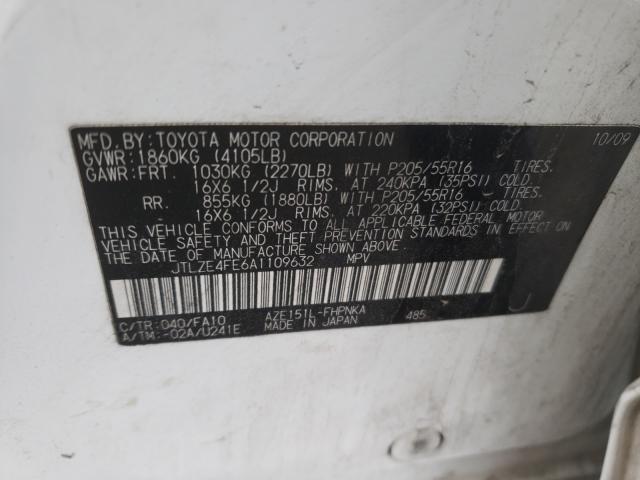 MFD. BY: TOYOTA MOTOR CORPORATION 10/09
GVWR: 1860KG (4105LB)
GAWR: FRT. 1030KG (2270LB) WITH P205/55R16 TIRES.
16X6 1/2J RIMS. AT 240KPA (35PSI) COLD
RR. 855KG (1880LB) WITH P205/55R16 TIRES.
16X6 1/2J RIMS. AT 220KPA (32PSI) COLD
THIS VEHICLE CONFORMS TO ALL APPLICABLE FEDERAL MOTOR
VEHICLE SAFETY STANDARDS IN EFFECT ON
THE DATE OF MANUFACTURE SHOWN ABOVE.
JTLZE4FE6A1109632 MPV
C/TR: 040/FA10 AZE151L-FHPNKA 485 J
A/TM: -02A/U241E MADE IN JAPAN